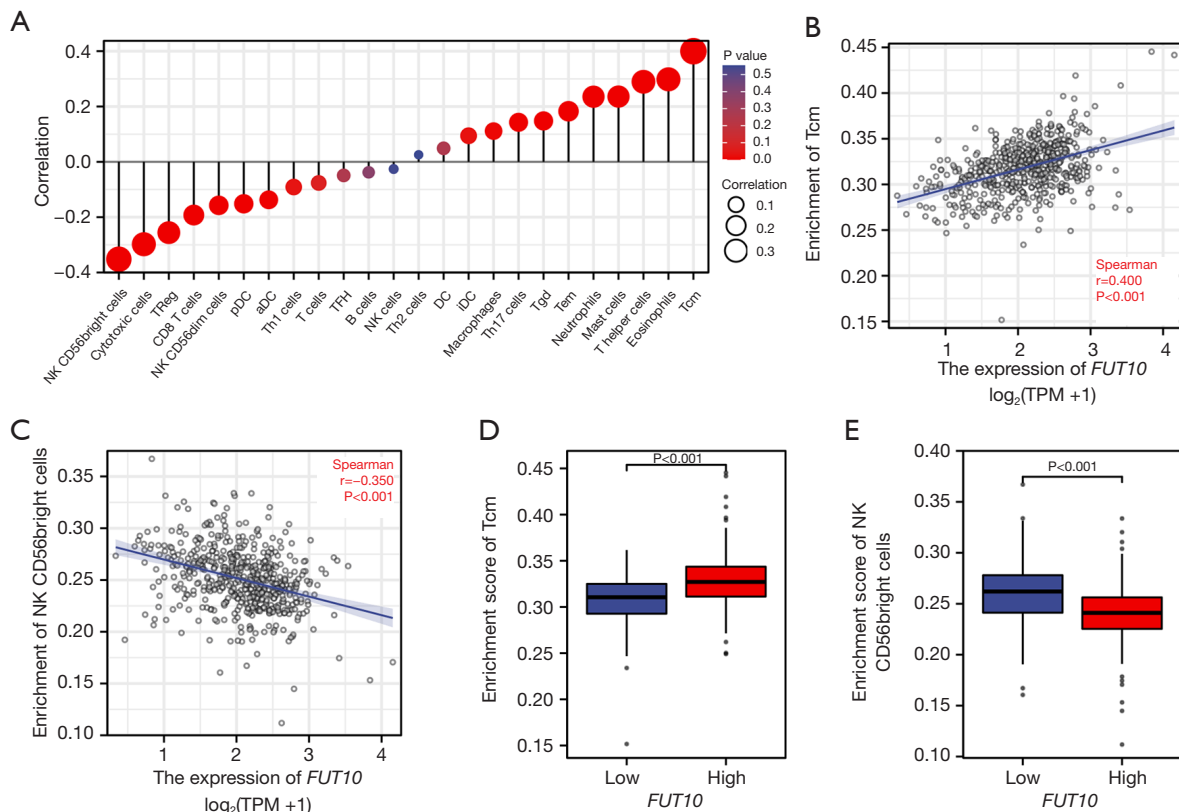 A
Correlation
0.4
0.2
0.0
−0.2
−0.4
NK CD56bright cells
Cytotoxic cells
TReg
CD8 T cells
NK CD56dim cells
pDC
aDC
Th1 cells
T cells
TFH
B cells
NK cells
Th2 cells
DC
iDC
Macrophages
Th17 cells
Tgd
Tem
Neutrophils
Mast cells
T helper cells
Eosinophils
Tcm
P value
0.5
0.4
0.3
0.2
0.1
0.0
Correlation
0.1
0.2
0.3
B
Enrichment of Tcm
0.45
0.40
0.35
0.30
0.25
0.20
0.15
Spearman
r=0.400
P<0.001
1 2 3 4
The expression of FUT10
log₂(TPM +1)
C
Enrichment of NK CD56bright cells
0.35
0.30
0.25
0.20
0.15
0.10
Spearman
r=−0.350
P<0.001
1 2 3 4
The expression of FUT10
log₂(TPM +1)
D
Enrichment score of Tcm
0.45
0.40
0.35
0.30
0.25
0.20
0.15
P<0.001
Low High
FUT10
E
Enrichment score of NK
CD56bright cells
0.40
0.35
0.30
0.25
0.20
0.15
0.10
P<0.001
Low High
FUT10